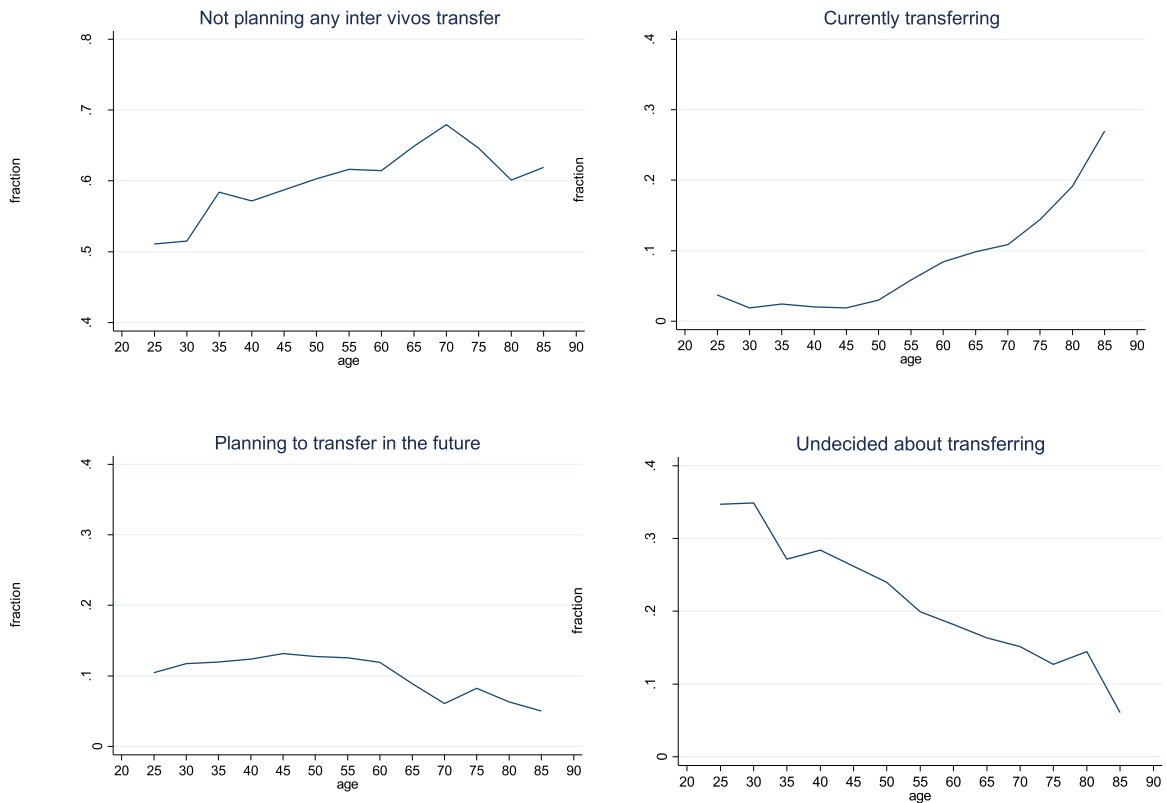 Not planning any inter vivos transfer
fraction
.8
.7
.6
.5
.4
20 25 30 35 40 45 50 55 60 65 70 75 80 85 90
age
Currently transferring
fraction
.4
.3
.2
.1
0
20 25 30 35 40 45 50 55 60 65 70 75 80 85 90
age
Planning to transfer in the future
fraction
.4
.3
.2
.1
0
20 25 30 35 40 45 50 55 60 65 70 75 80 85 90
age
Undecided about transferring
fraction
.4
.3
.2
.1
0
20 25 30 35 40 45 50 55 60 65 70 75 80 85 90
age